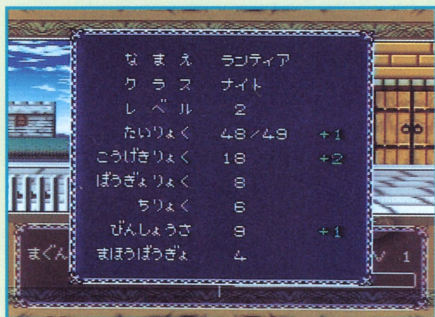 なまえ ランティア
クラス ナイト
レベル 2
たいりょく 48/49 +1
こうげきりょく 18 +2
ぼうぎょりょく 8
ちりょく 6
びんしょうさ 9 +1
まほうぼうぎょ 4
まぐん
1